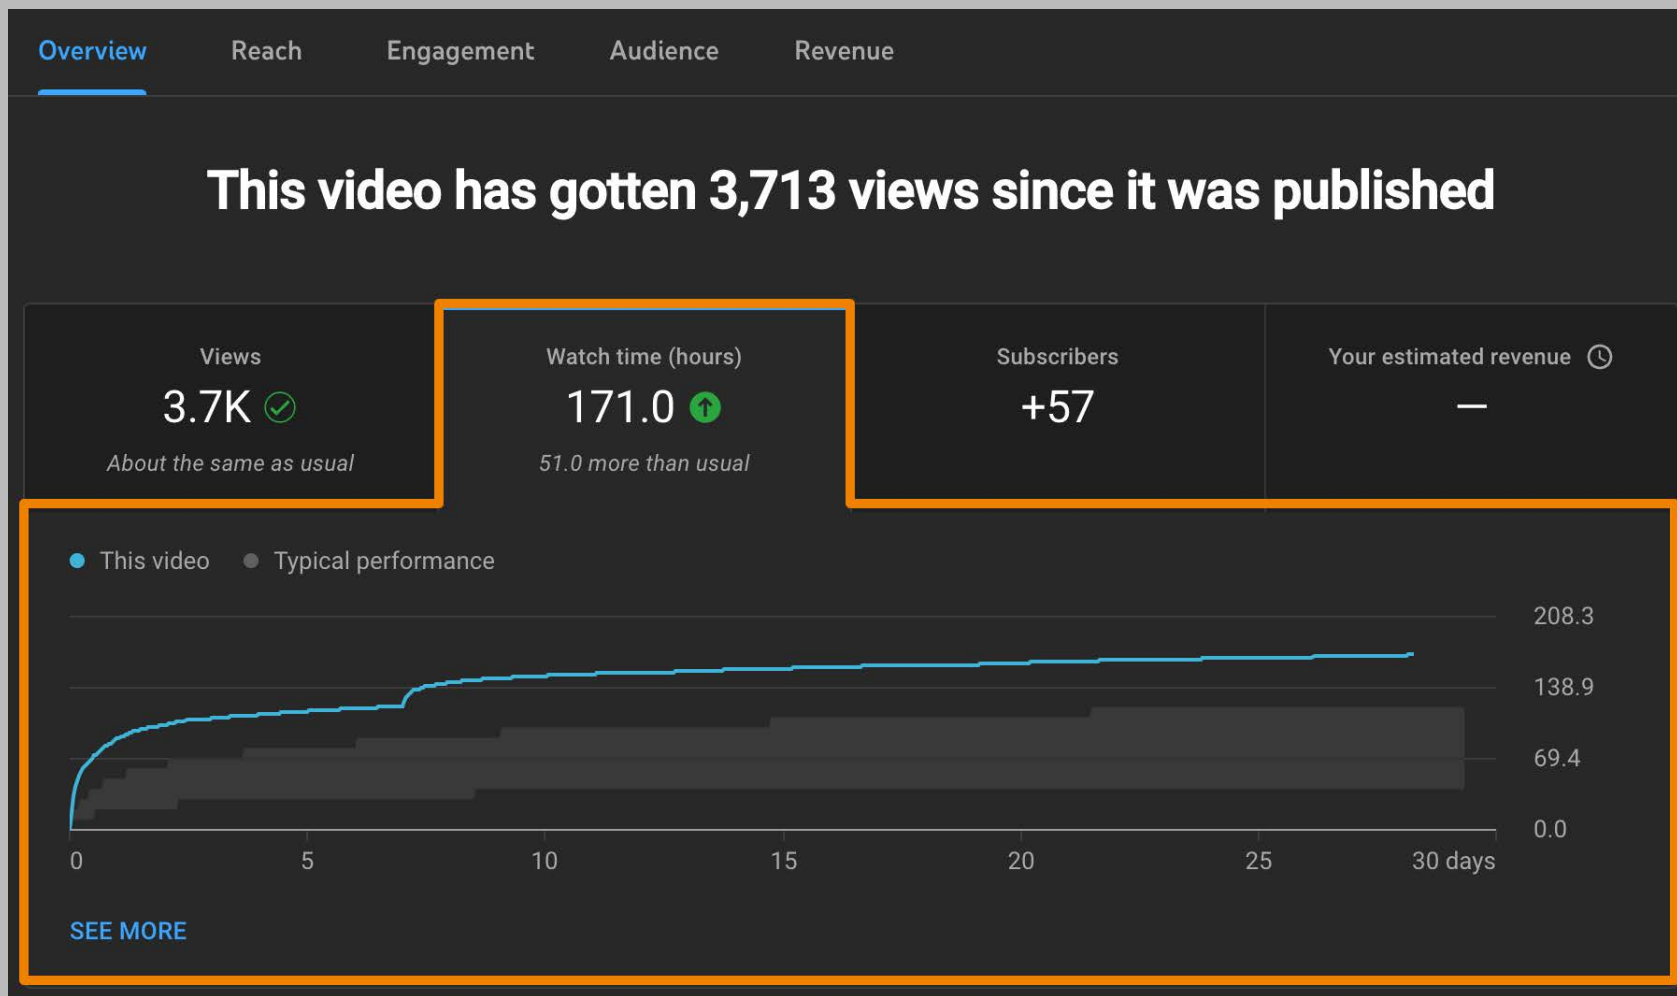 Overview Reach Engagement Audience Revenue
This video has gotten 3,713 views since it was published
Views
3.7K
About the same as usual
Watch time (hours)
171.0
51.0 more than usual
Subscribers
+57
Your estimated revenue
—
This video Typical performance
208.3
138.9
69.4
0.0
0 5 10 15 20 25 30 days
SEE MORE